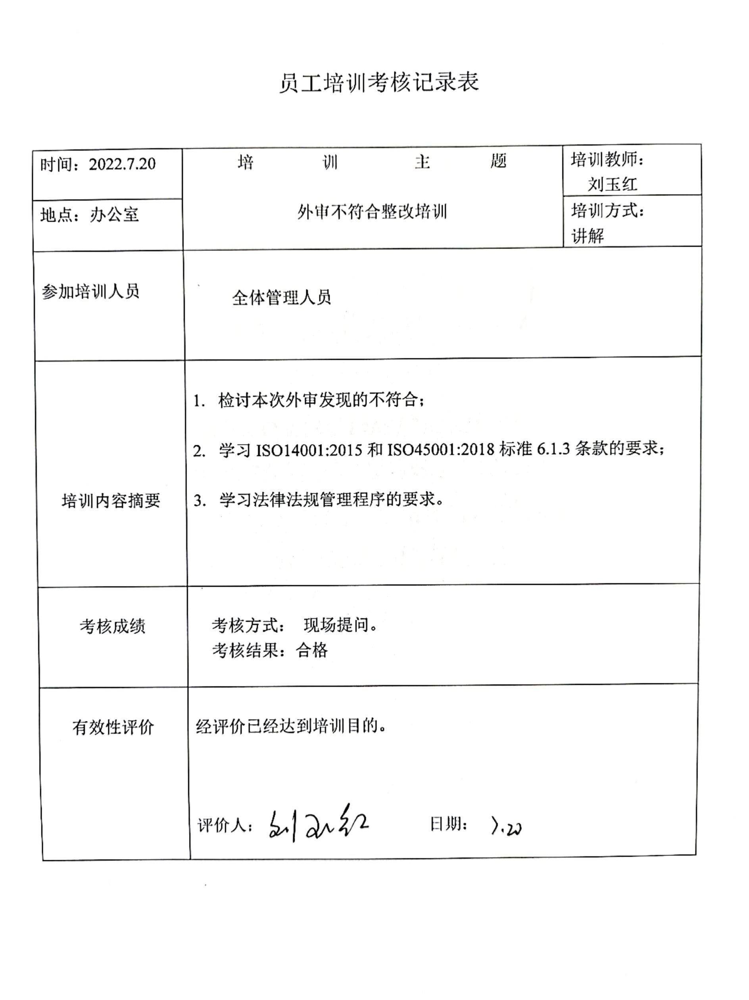 员工培训考核记录表
时间：2022.7.20
培 训 主 题
培训教师：
刘玉红
地点：办公室
外审不符合整改培训
培训方式：
讲解
参加培训人员
全体管理人员
1. 检讨本次外审发现的不符合；
2. 学习 ISO14001:2015 和 ISO45001:2018 标准 6.1.3 条款的要求；
培训内容摘要
3. 学习法律法规管理程序的要求。
考核成绩
考核方式： 现场提问。
考核结果：合格
有效性评价
经评价已经达到培训目的。
评价人：刘玉红 日期：7.20